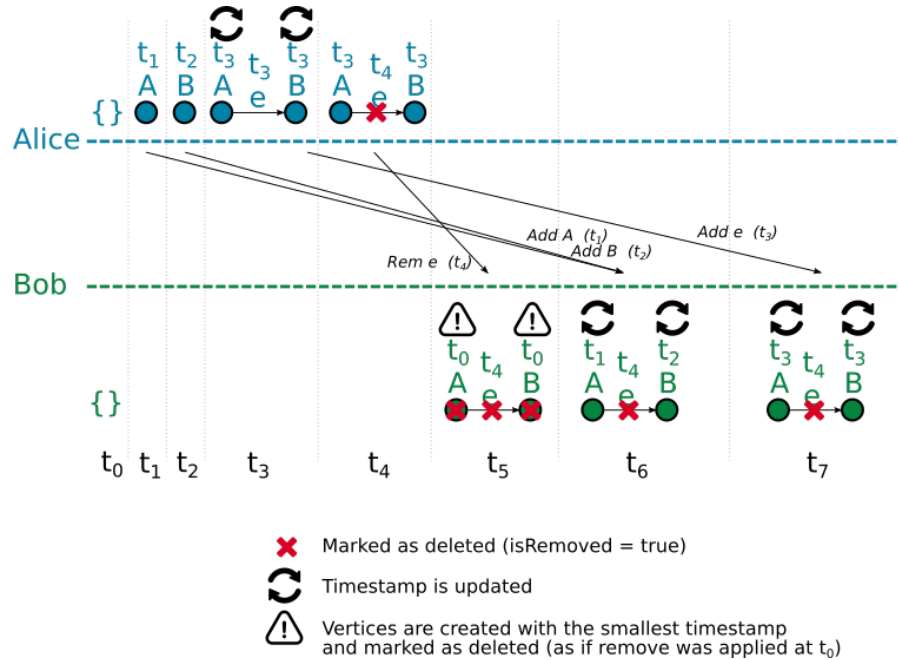 t₁ t₂ t₃ t₃ t₃ t₃ t₄ t₃
A B A e B A e B
{}
Alice
Add e (t₃)
Add A (t₁)
Add B (t₂)
Rem e (t₄)
Bob
t₀ t₄ t₀ t₁ t₄ t₂ t₃ t₄ t₃
A e B A e B A e B
{}
t₀ t₁ t₂ t₃ t₄ t₅ t₆ t₇
Marked as deleted (isRemoved = true)
Timestamp is updated
Vertices are created with the smallest timestamp
and marked as deleted (as if remove was applied at t₀)